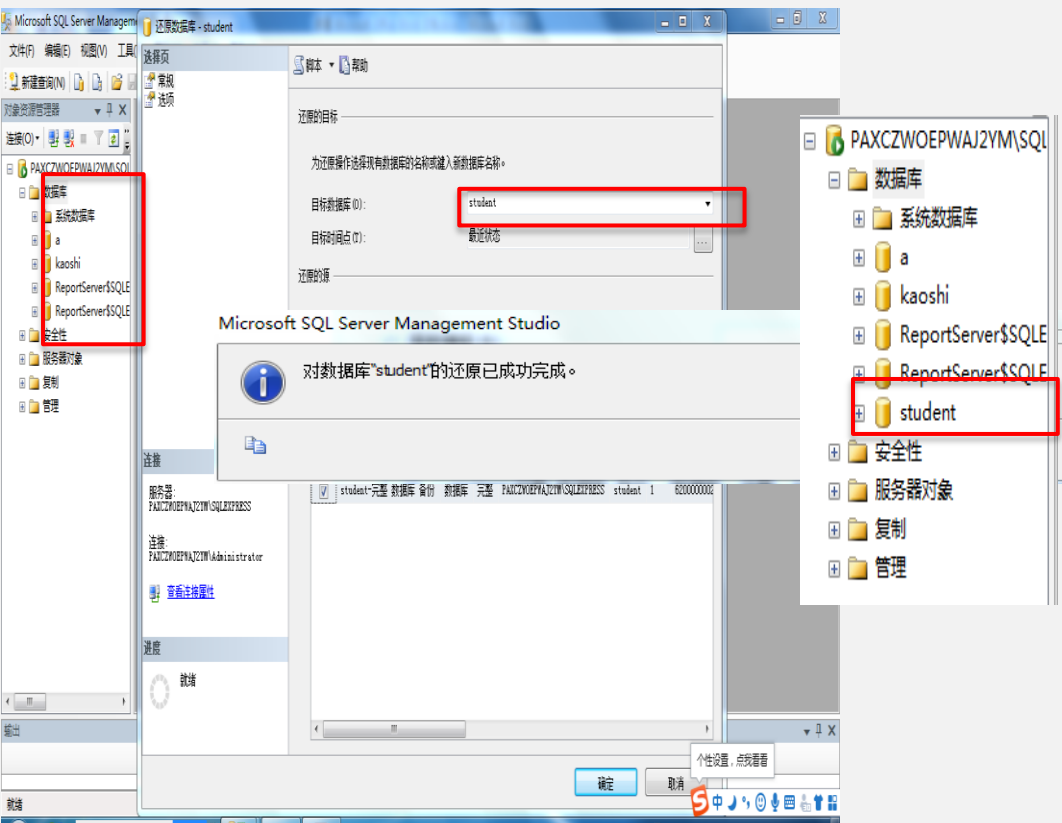 Microsoft SQL Server Managem
文件(F) 编辑(E) 视图(V) 工具(
新建查询(N)
对象资源管理器
连接(O)
PAXCZWOEPWAJ2YM\SQL
数据库
系统数据库
a
kaoshi
ReportServer$SQLE
ReportServer$SQLE
安全性
服务器对象
复制
管理
还原数据库 - student
选择页
常规
选项
脚本 帮助
还原的目标
为还原操作选择现有数据库的名称或键入新数据库名称。
目标数据库(O): student
目标时间点(T): 最近状态 ...
还原的源
Microsoft SQL Server Management Studio
对数据库"student"的还原已成功完成。
student-完整 数据库 备份 数据库 完整 PAXCZWOEPWAJ2YM\SQLEXPRESS student 1 620000002
连接
服务器:
PAXCZWOEPWAJ2YM\SQLEXPRESS
连接:
PAXCZWOEPWAJ2YM\Administrator
查看连接属性
进度
就绪
确定 取消
输出
就绪
个性设置，点我看看
中
PAXCZWOEPWAJ2YM\SQL
数据库
系统数据库
a
kaoshi
ReportServer$SQLE
ReportServer$SQLE
student
安全性
服务器对象
复制
管理